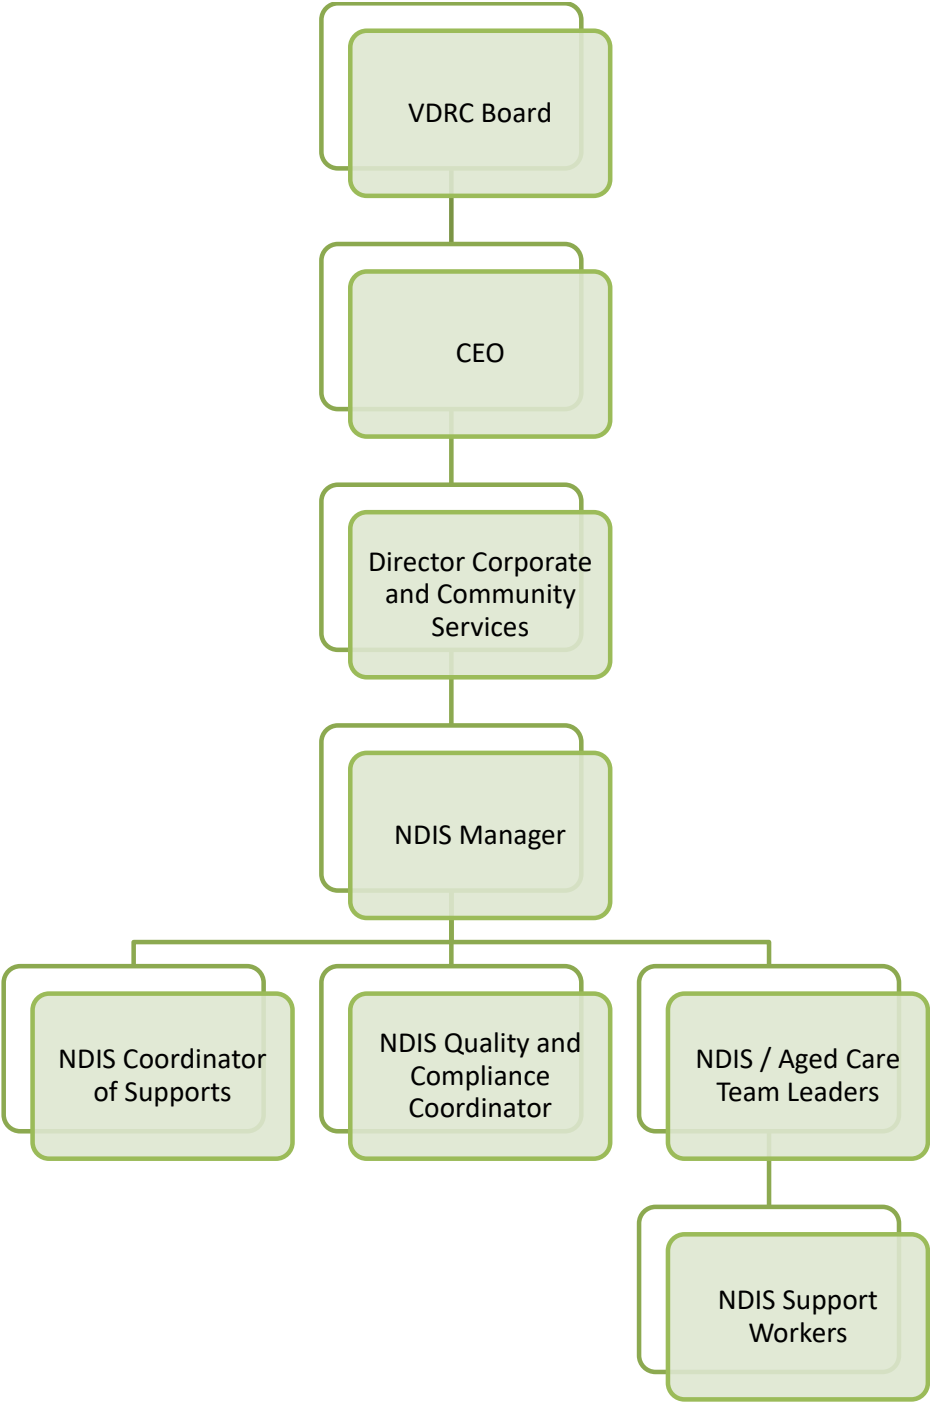 VDRC Board
CEO
Director Corporate
and Community
Services
NDIS Manager
NDIS Coordinator
of Supports
NDIS Quality and
Compliance
Coordinator
NDIS / Aged Care
Team Leaders
NDIS Support
Workers